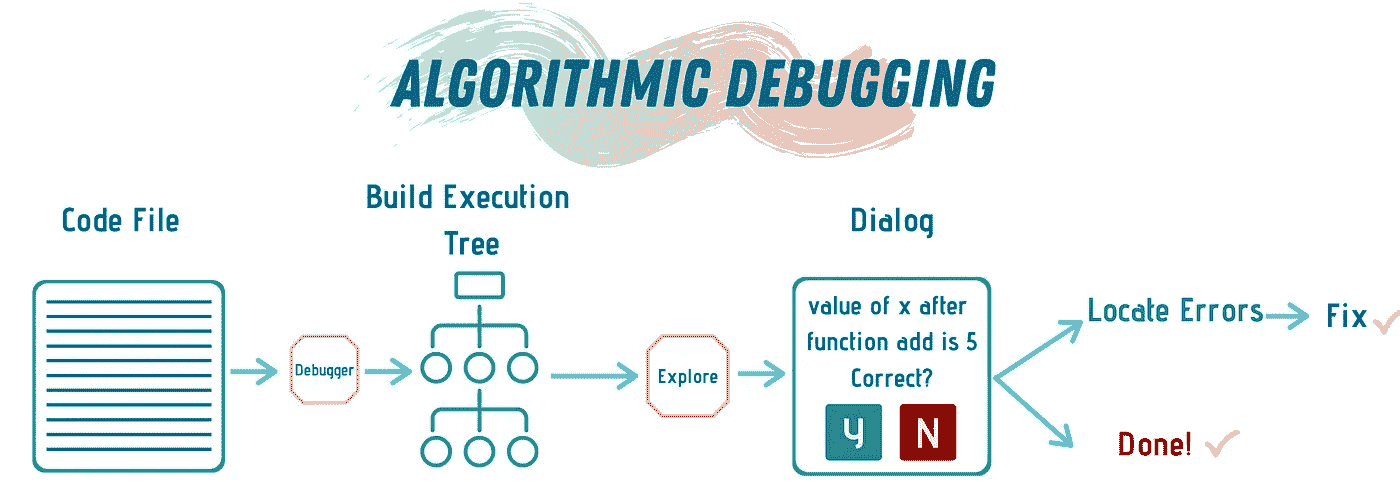 ALGORITHMIC DEBUGGING
Code File
Debugger
Build Execution
Tree
Explore
Dialog
value of x after
function add is 5
Correct?
Y
N
Locate Errors
Fix
Done!